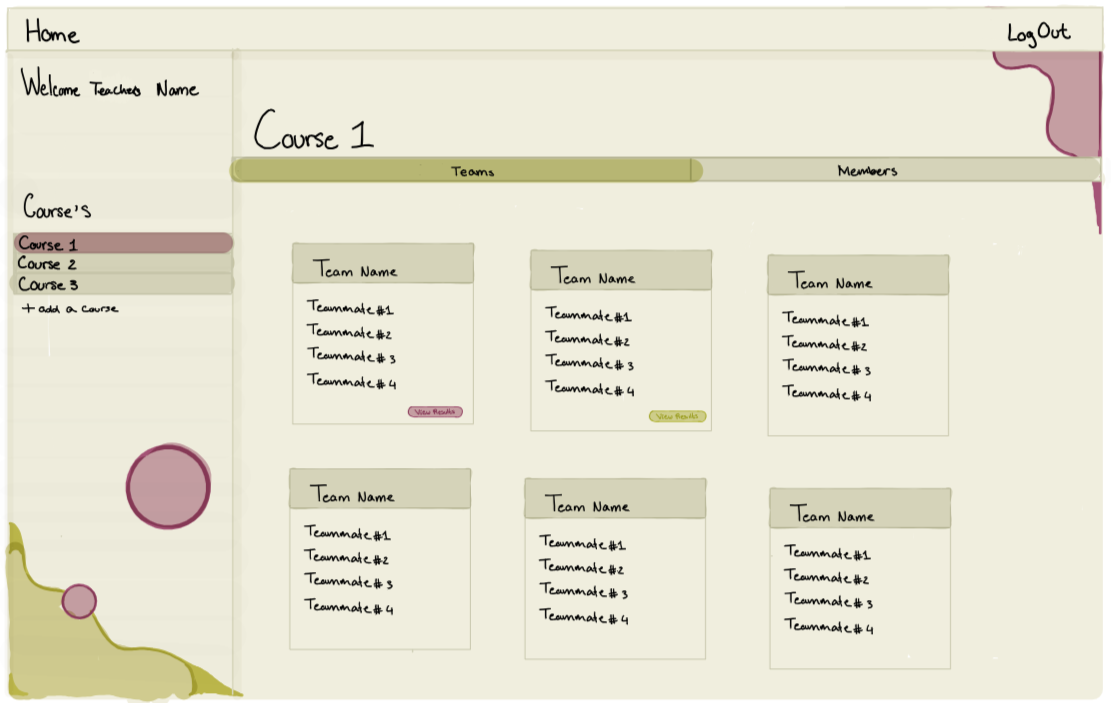 Home
LogOut
Welcome Teachers Name
Course 1
Teams
Members
Course's
Course 1
Course 2
Course 3
+ add a course
Team Name
Teammate #1
Teammate #2
Teammate # 3
Teammate # 4
View Results
Team Name
Teammate #1
Teammate #2
Teammate # 3
Teammate # 4
View Results
Team Name
Teammate #1
Teammate #2
Teammate # 3
Teammate # 4
Team Name
Teammate #1
Teammate #2
Teammate # 3
Teammate # 4
Team Name
Teammate #1
Teammate #2
Teammate # 3
Teammate # 4
Team Name
Teammate #1
Teammate #2
Teammate # 3
Teammate # 4